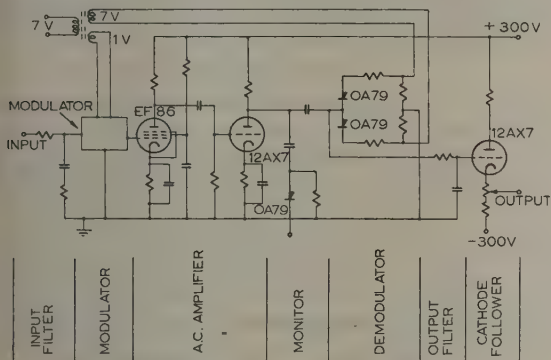 7V
7V
1V
+300V
MODULATOR
EF86
OA79
OA79
12AX7
INPUT
12AX7
OA79
OUTPUT
-300V
INPUT FILTER
MODULATOR
A.C. AMPLIFIER
MONITOR
DEMODULATOR
OUTPUT FILTER
CATHODE FOLLOWER